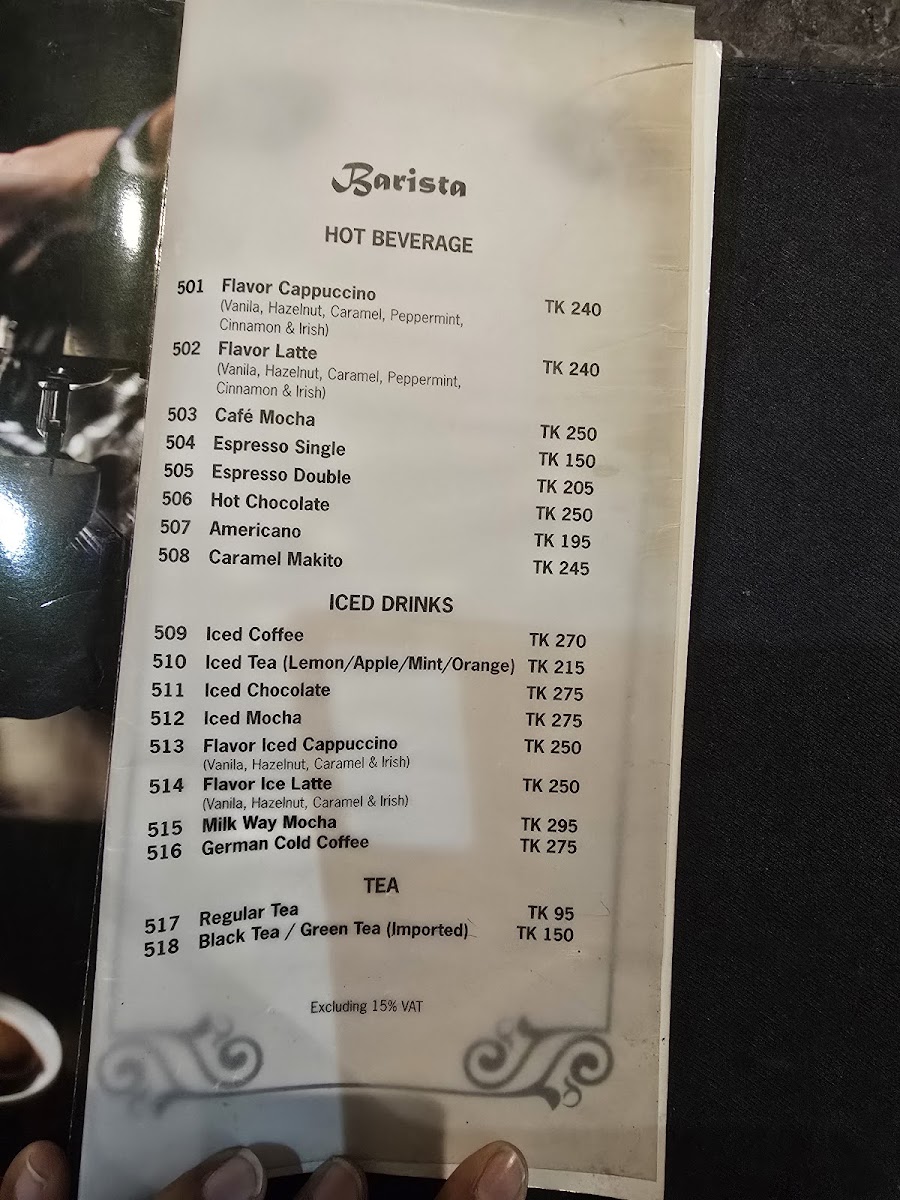 Barista
HOT BEVERAGE
501 Flavor Cappuccino TK 240
(Vanila, Hazelnut, Caramel, Peppermint,
Cinnamon & Irish)
502 Flavor Latte TK 240
(Vanila, Hazelnut, Caramel, Peppermint,
Cinnamon & Irish)
503 Café Mocha TK 250
504 Espresso Single TK 150
505 Espresso Double TK 205
506 Hot Chocolate TK 250
507 Americano TK 195
508 Caramel Makito TK 245
ICED DRINKS
509 Iced Coffee TK 270
510 Iced Tea (Lemon/Apple/Mint/Orange) TK 215
511 Iced Chocolate TK 275
512 Iced Mocha TK 275
513 Flavor Iced Cappuccino TK 250
(Vanila, Hazelnut, Caramel & Irish)
514 Flavor Ice Latte TK 250
(Vanila, Hazelnut, Caramel & Irish)
515 Milk Way Mocha TK 295
516 German Cold Coffee TK 275
TEA
517 Regular Tea TK 95
518 Black Tea / Green Tea (Imported) TK 150
Excluding 15% VAT